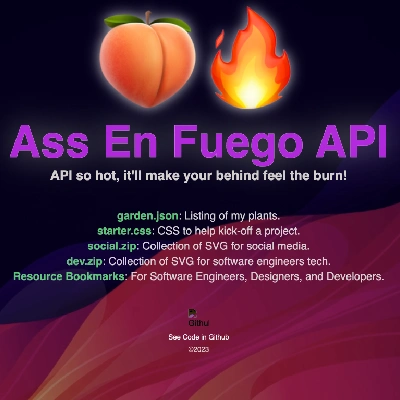 Ass En Fuego API
API so hot, it'll make your behind feel the burn!
garden.json: Listing of my plants.
starter.css: CSS to help kick-off a project.
social.zip: Collection of SVG for social media.
dev.zip: Collection of SVG for software engineers tech.
Resource Bookmarks: For Software Engineers, Designers, and Developers.
Githu
See Code in Github
©2023